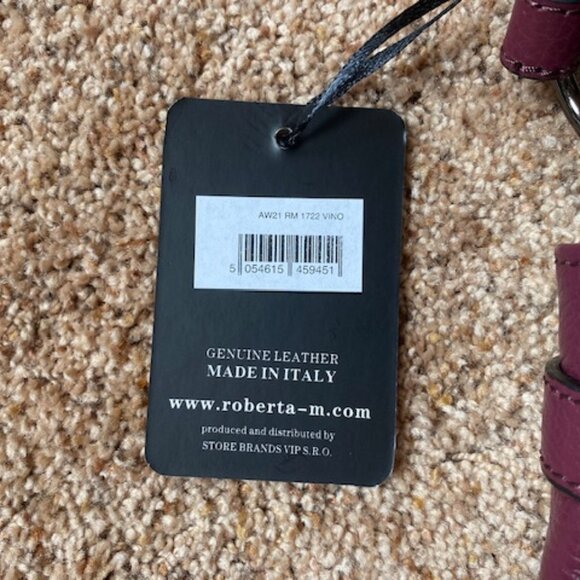 AW21 RM 1722 VINO
5 054615 459451
GENUINE LEATHER
MADE IN ITALY
www.roberta-m.com
produced and distributed by
STORE BRANDS VIP S.R.O.